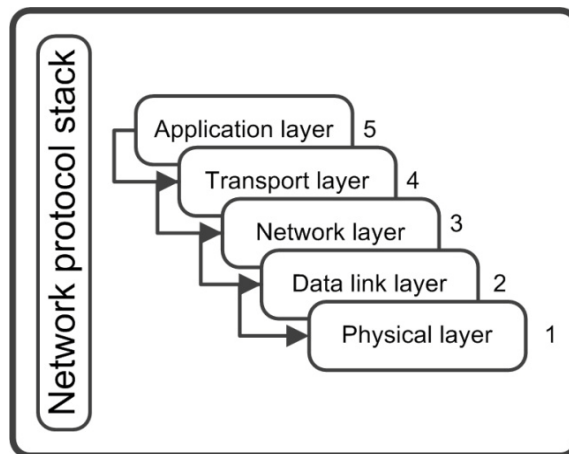 Network protocol stack
Application layer 5
Transport layer 4
Network layer 3
Data link layer 2
Physical layer 1